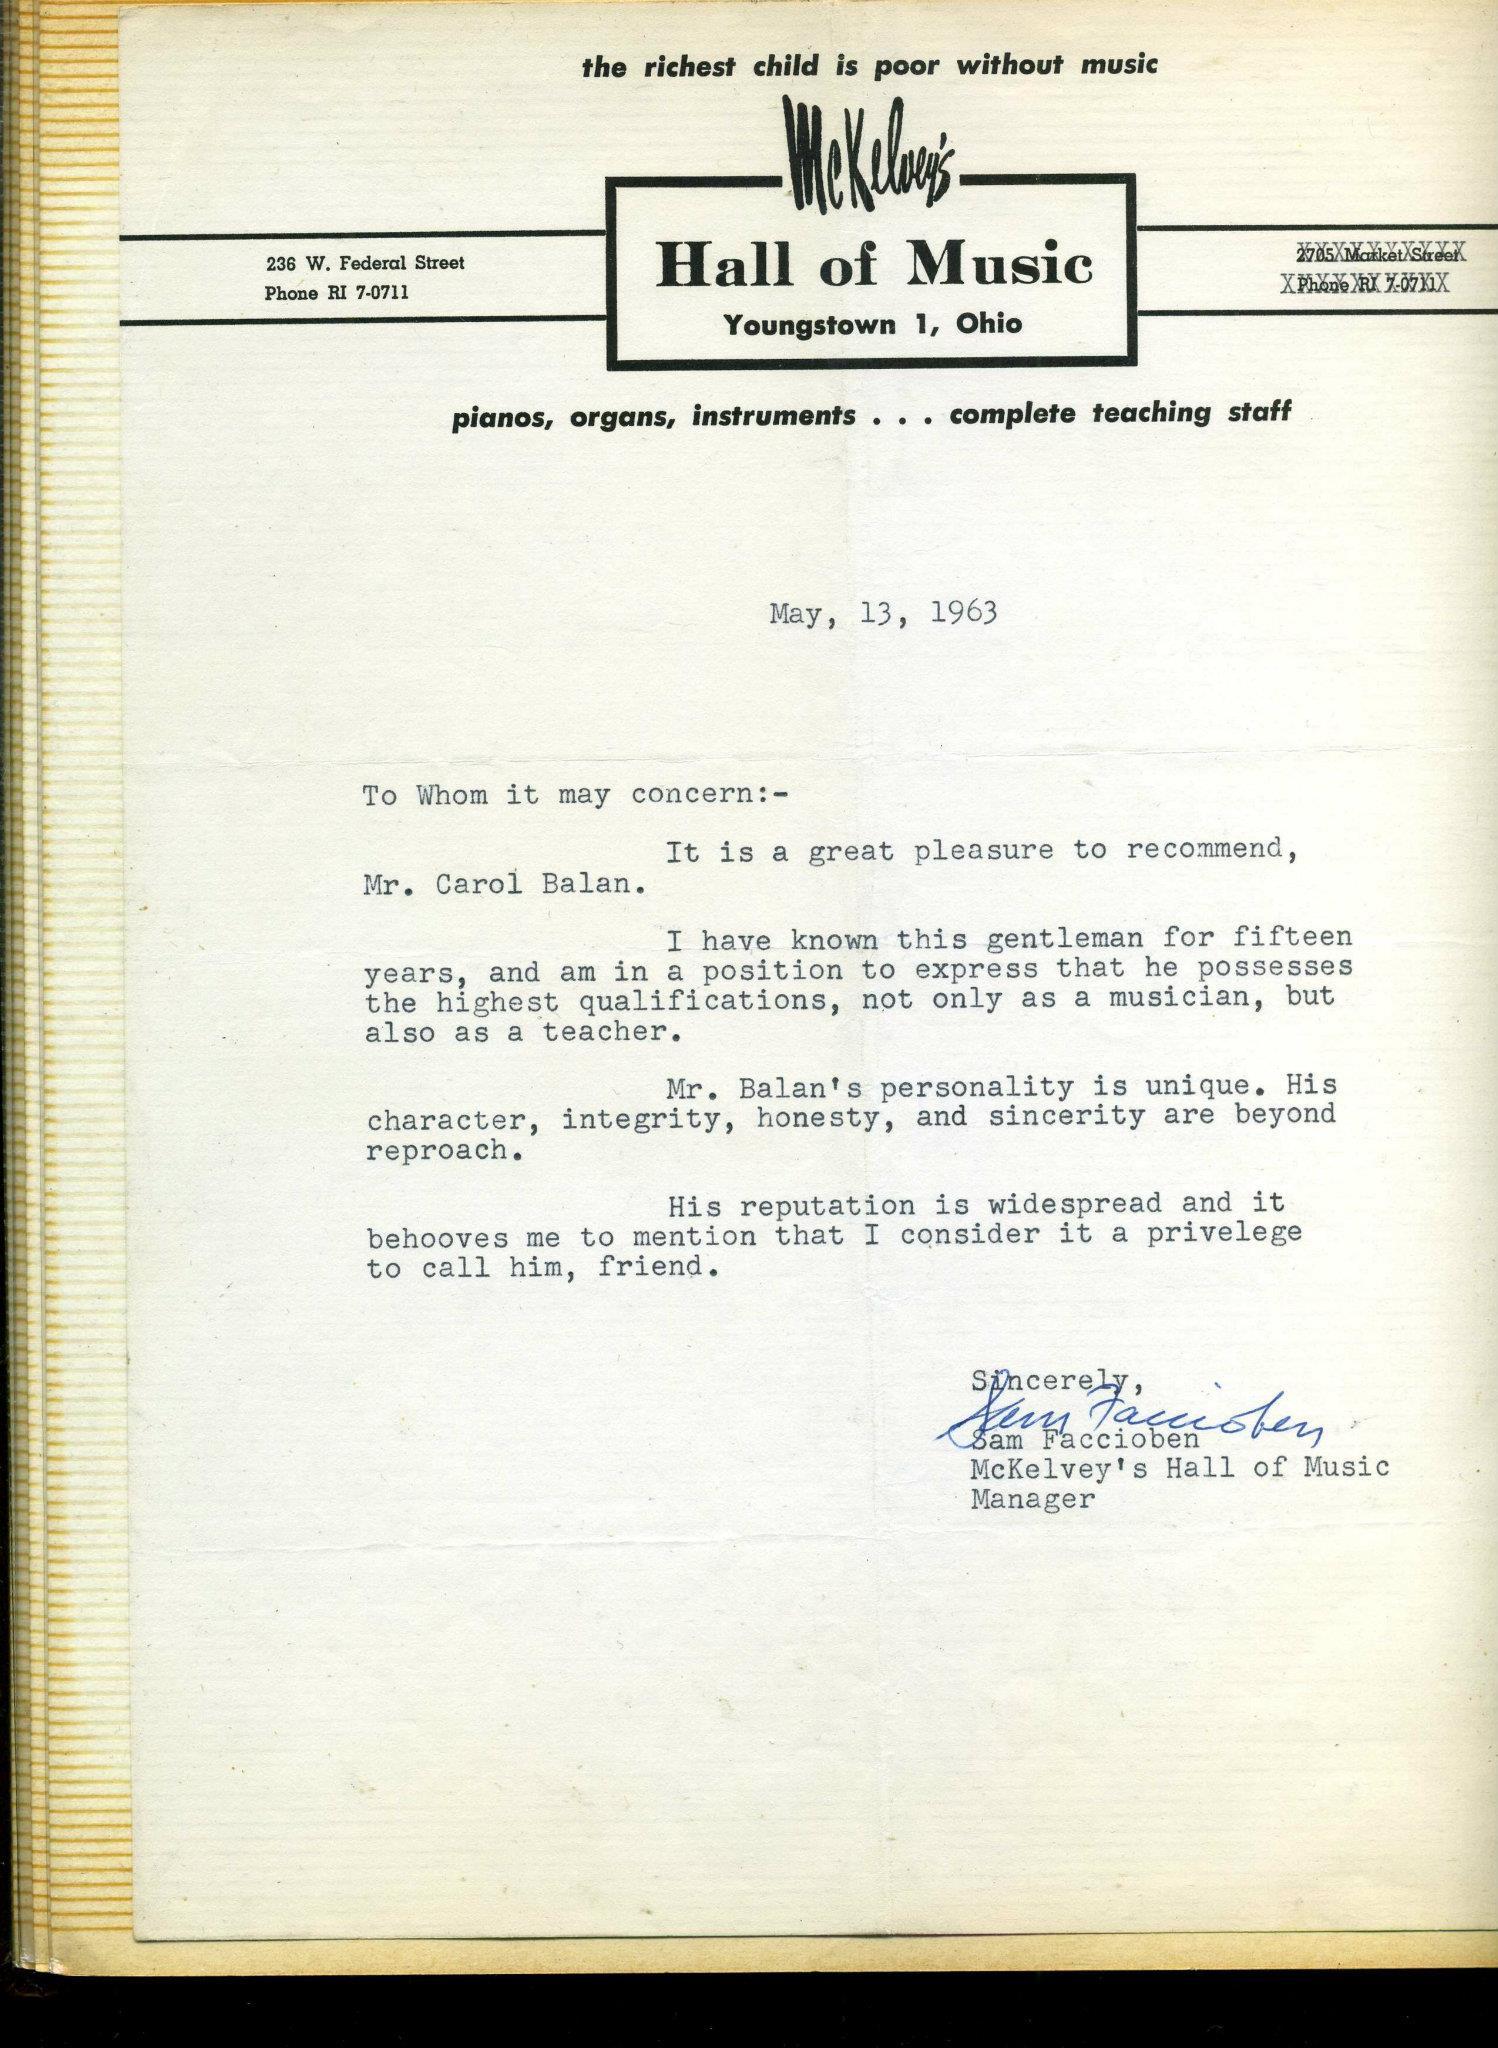 the richest child is poor without music
McKelvey's
Hall of Music
Youngstown 1, Ohio
236 W. Federal Street
Phone RI 7-0711
2705 Market Street
Phone RI 7-0711
pianos, organs, instruments . . . complete teaching staff
May, 13, 1963
To Whom it may concern:-
It is a great pleasure to recommend,
Mr. Carol Balan.
I have known this gentleman for fifteen
years, and am in a position to express that he possesses
the highest qualifications, not only as a musician, but
also as a teacher.
Mr. Balan's personality is unique. His
character, integrity, honesty, and sincerity are beyond
reproach.
His reputation is widespread and it
behooves me to mention that I consider it a privelege
to call him, friend.
Sincerely,
Sam Faccioben
Sam Faccioben
McKelvey's Hall of Music
Manager